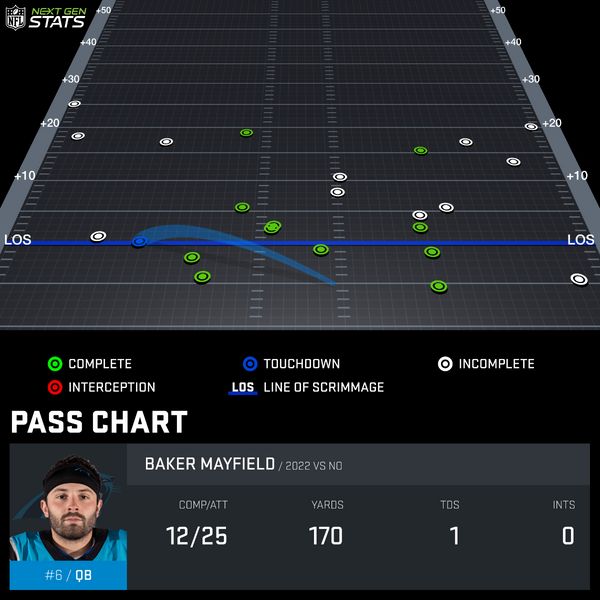 NFL NEXT GEN STATS
+50 +50
+30 +30
+20 +20
+10 +10
LOS LOS
COMPLETE TOUCHDOWN INCOMPLETE
INTERCEPTION LOS LINE OF SCRIMMAGE
PASS CHART
BAKER MAYFIELD / 2022 VS NO
COMP/ATT YARDS TDS INTS
12/25 170 1 0
#6 / QB